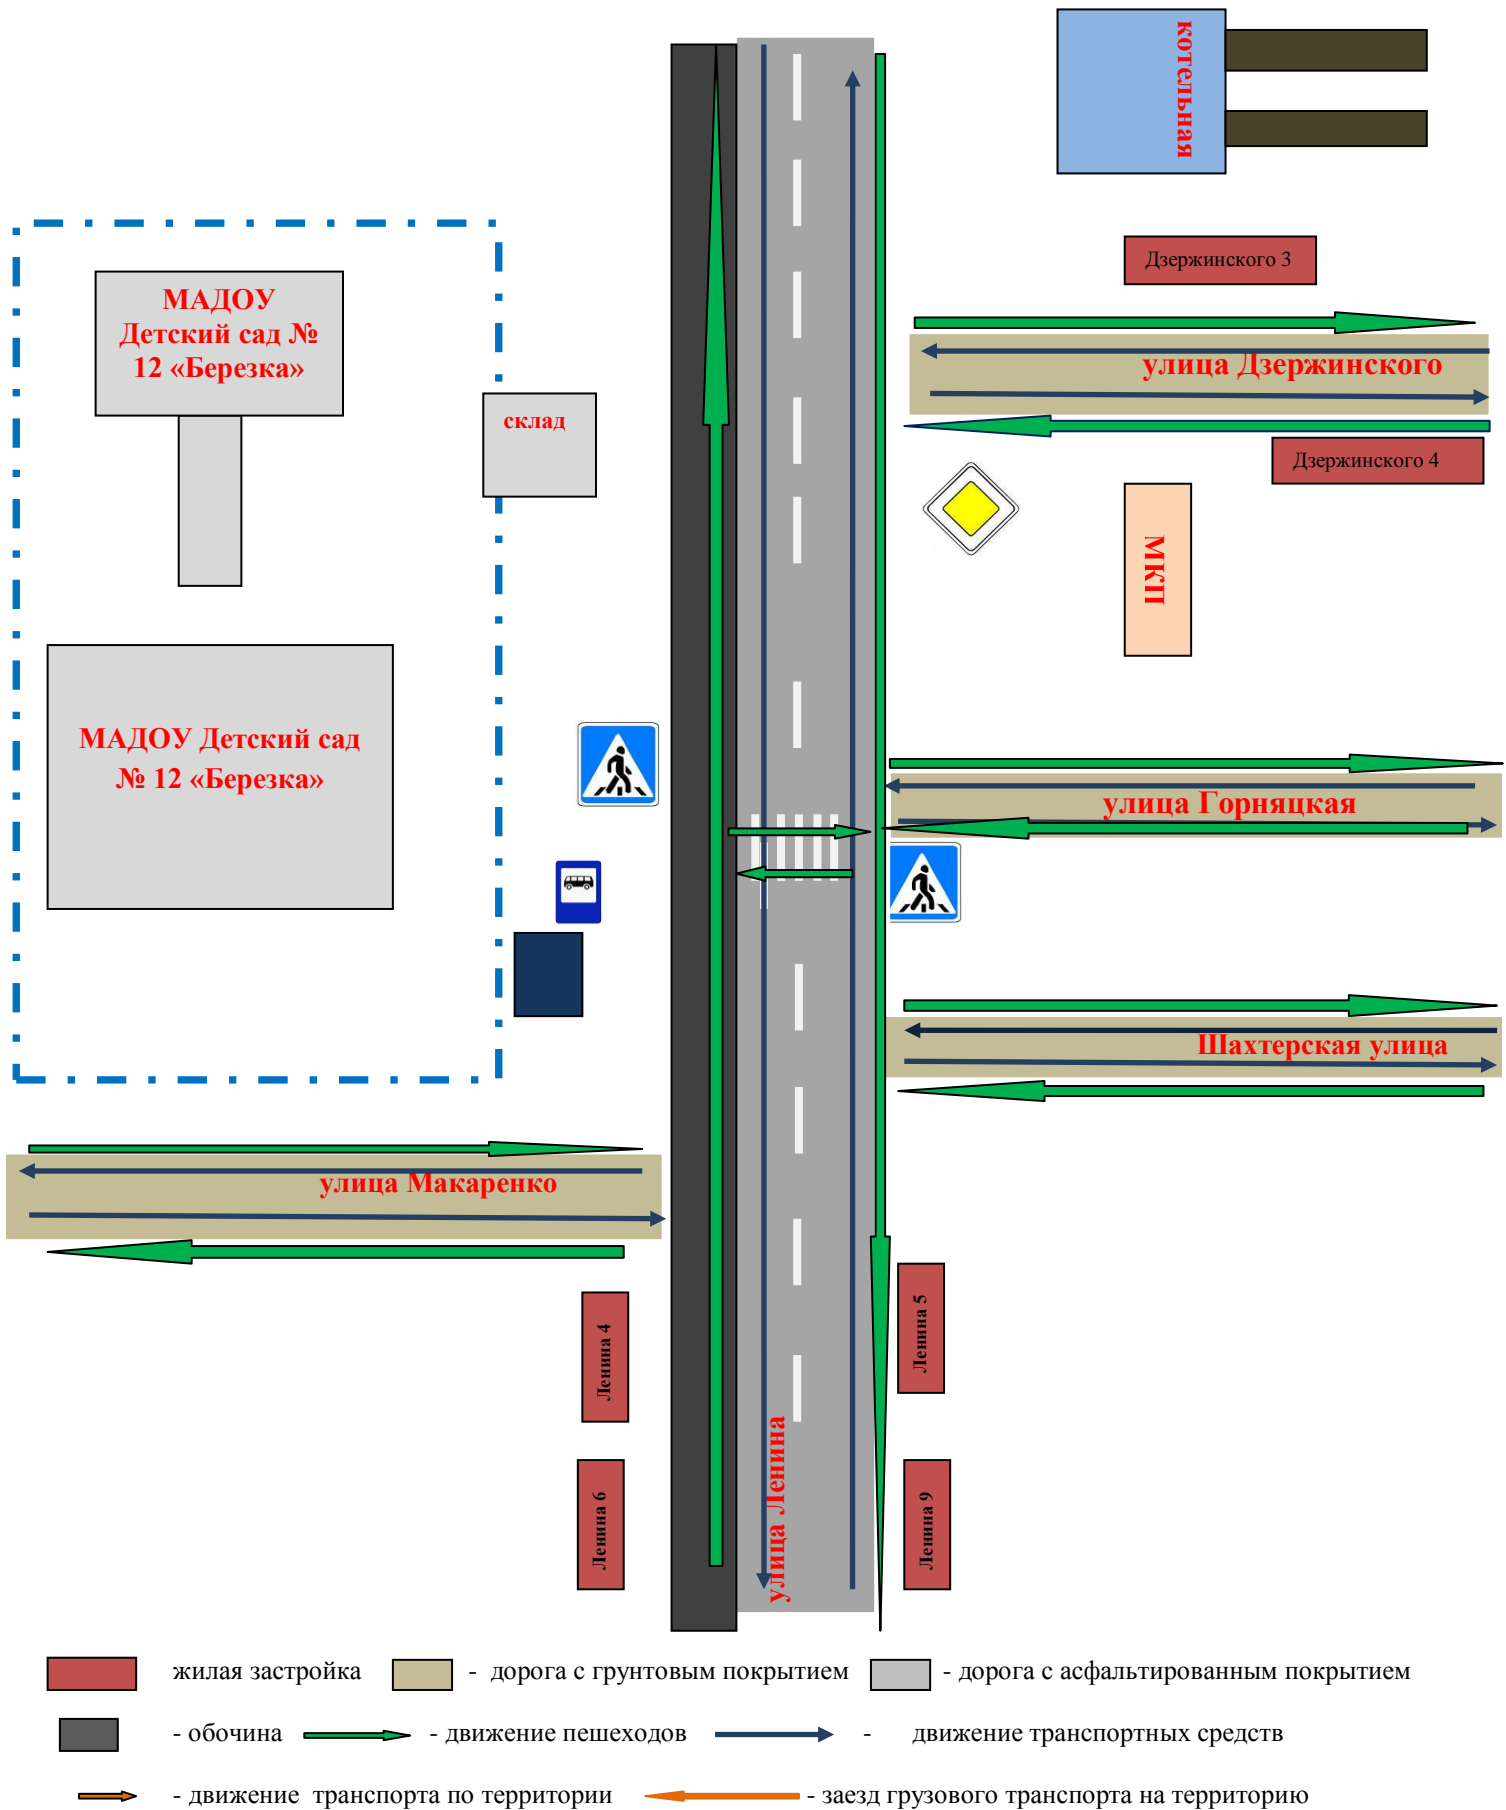 котельная
Дзержинского 3
МАДОУ
Детский сад №
12 «Березка»
улица Дзержинского
склад
Дзержинского 4
МКП
МАДОУ Детский сад
№ 12 «Березка»
улица Горняцкая
Шахтерская улица
улица Макаренко
Ленина 4
Ленина 5
улица Ленина
Ленина 6
Ленина 9
жилая застройка
- дорога с грунтовым покрытием
- дорога с асфальтированным покрытием
- обочина
- движение пешеходов
- движение транспортных средств
- движение транспорта по территории
- заезд грузового транспорта на территорию